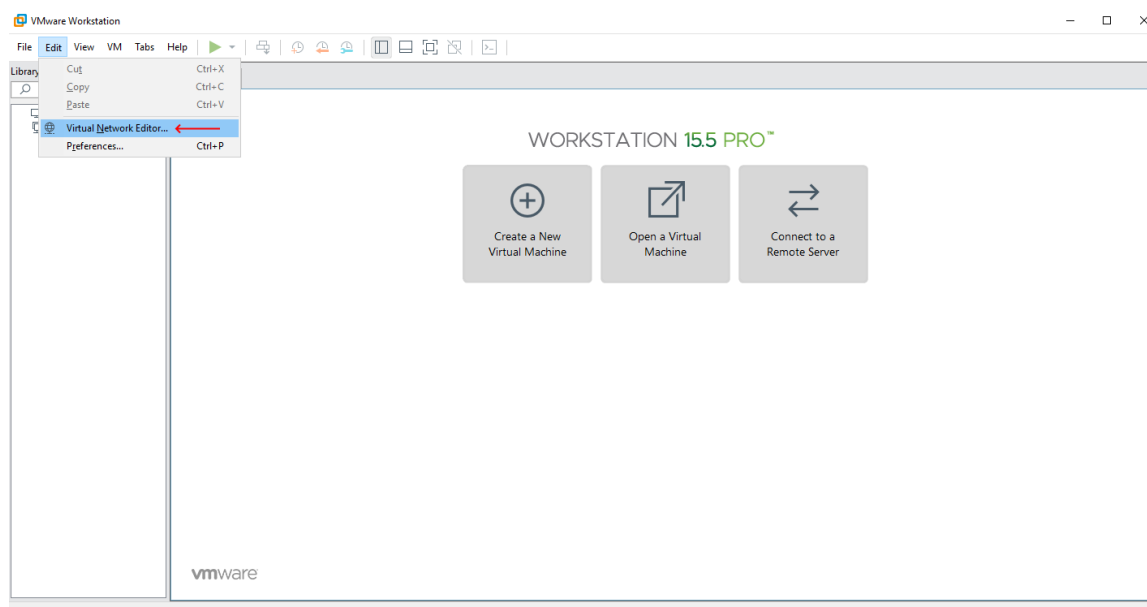 VMware Workstation
File Edit View VM Tabs Help
Library
Cut Ctrl+X
Copy Ctrl+C
Paste Ctrl+V
Virtual Network Editor...
Preferences... Ctrl+P
WORKSTATION 15.5 PRO™
Create a New
Virtual Machine
Open a Virtual
Machine
Connect to a
Remote Server
vmware